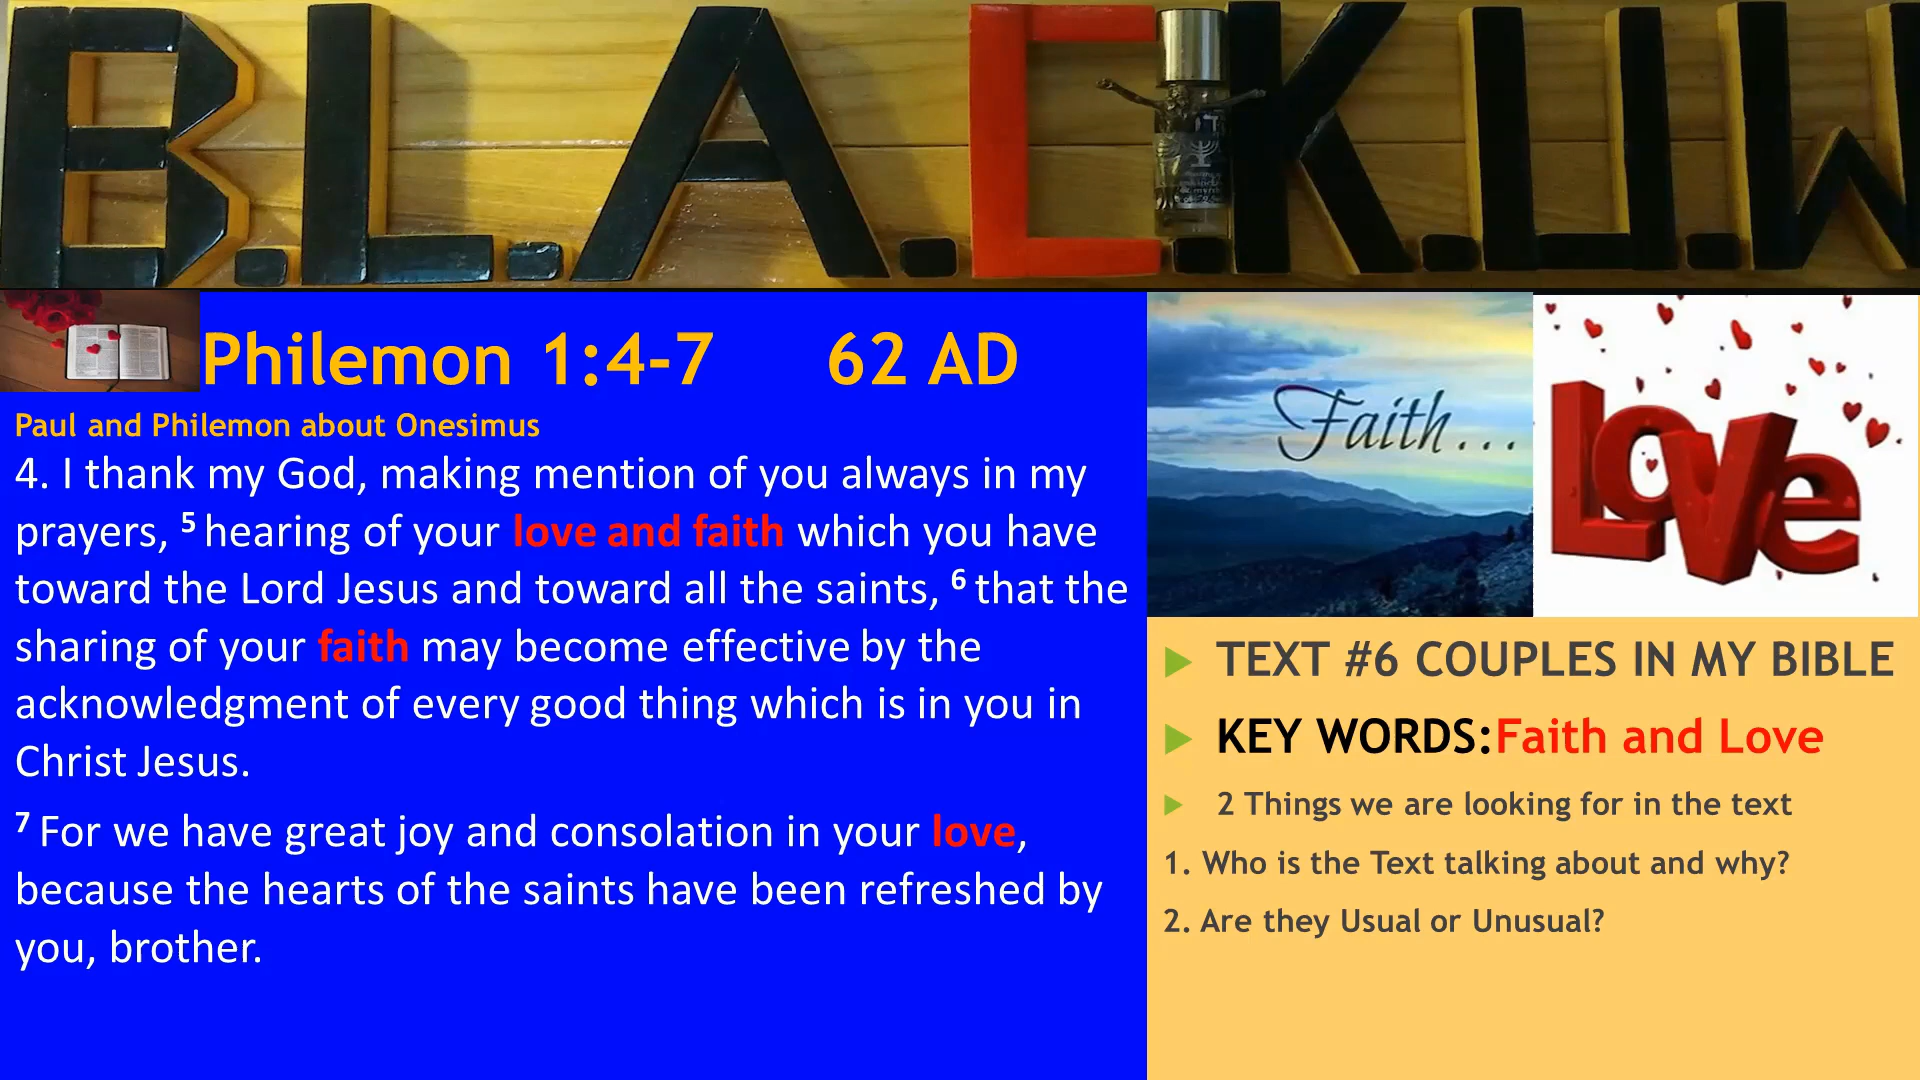 B.L.A.C.K.U.W
Philemon 1:4-7 62 AD
Paul and Philemon about Onesimus
4. I thank my God, making mention of you always in my
prayers, 5 hearing of your love and faith which you have
toward the Lord Jesus and toward all the saints, 6 that the
sharing of your faith may become effective by the
acknowledgment of every good thing which is in you in
Christ Jesus.
7 For we have great joy and consolation in your love,
because the hearts of the saints have been refreshed by
you, brother.
Faith...
Love
TEXT #6 COUPLES IN MY BIBLE
KEY WORDS:Faith and Love
2 Things we are looking for in the text
1. Who is the Text talking about and why?
2. Are they Usual or Unusual?